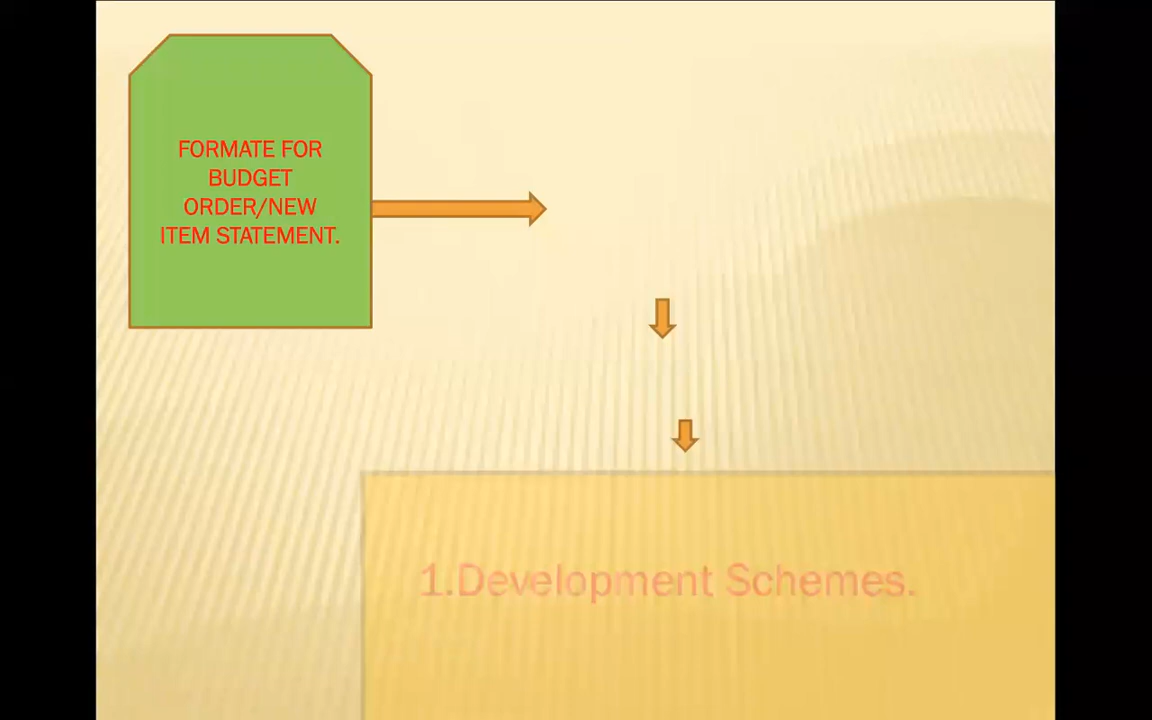 FORMATE FOR
BUDGET
ORDER/NEW
ITEM STATEMENT.
1.Development Schemes.